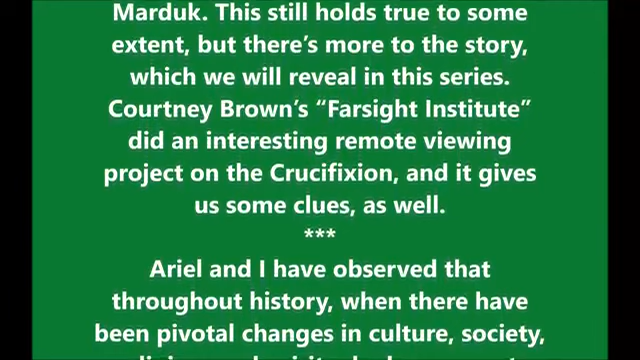 Marduk. This still holds true to some
extent, but there’s more to the story,
which we will reveal in this series.
Courtney Brown’s “Farsight Institute”
did an interesting remote viewing
project on the Crucifixion, and it gives
us some clues, as well.
***
Ariel and I have observed that
throughout history, when there have
been pivotal changes in culture, society,